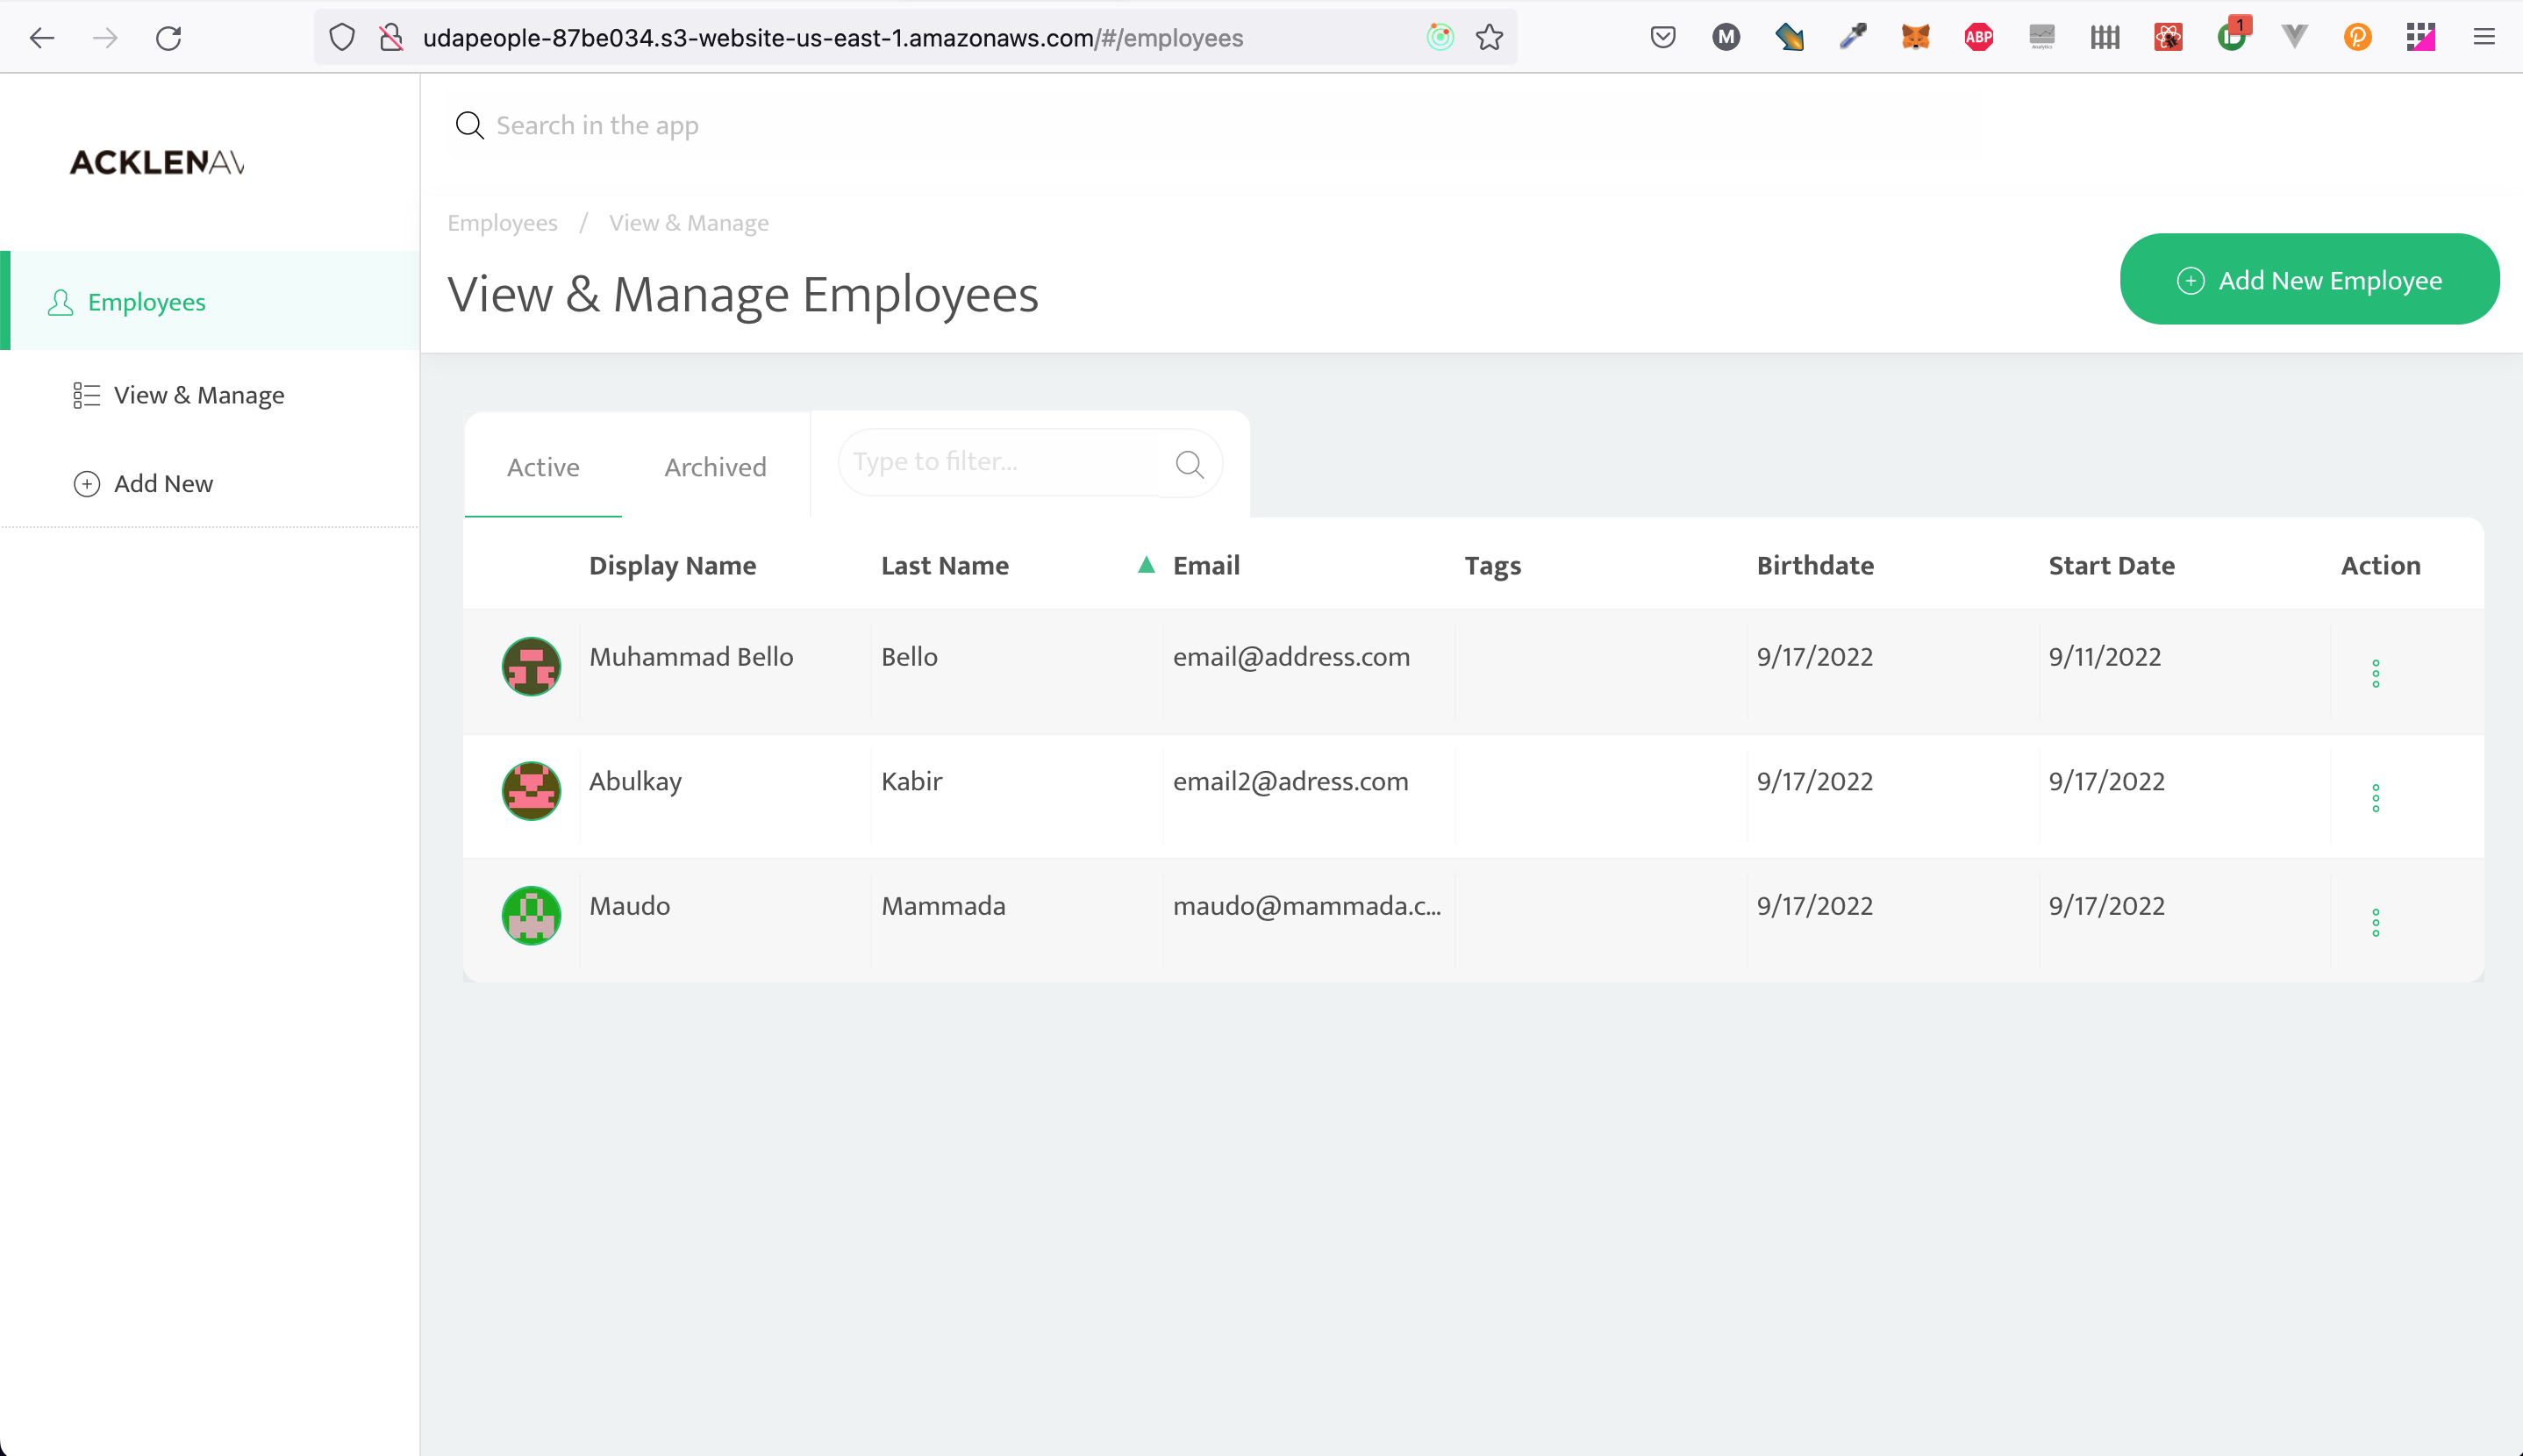 udapeople-87be034.s3-website-us-east-1.amazonaws.com/#/employees
M
ABP
1
ACKLENAV
Search in the app
Employees / View & Manage
View & Manage Employees
Add New Employee
Employees
View & Manage
Add New
Active Archived Type to filter...
Display Name Last Name Email Tags Birthdate Start Date Action
Muhammad Bello Bello email@address.com 9/17/2022 9/11/2022
Abulkay Kabir email2@adress.com 9/17/2022 9/17/2022
Maudo Mammada maudo@mammada.c... 9/17/2022 9/17/2022